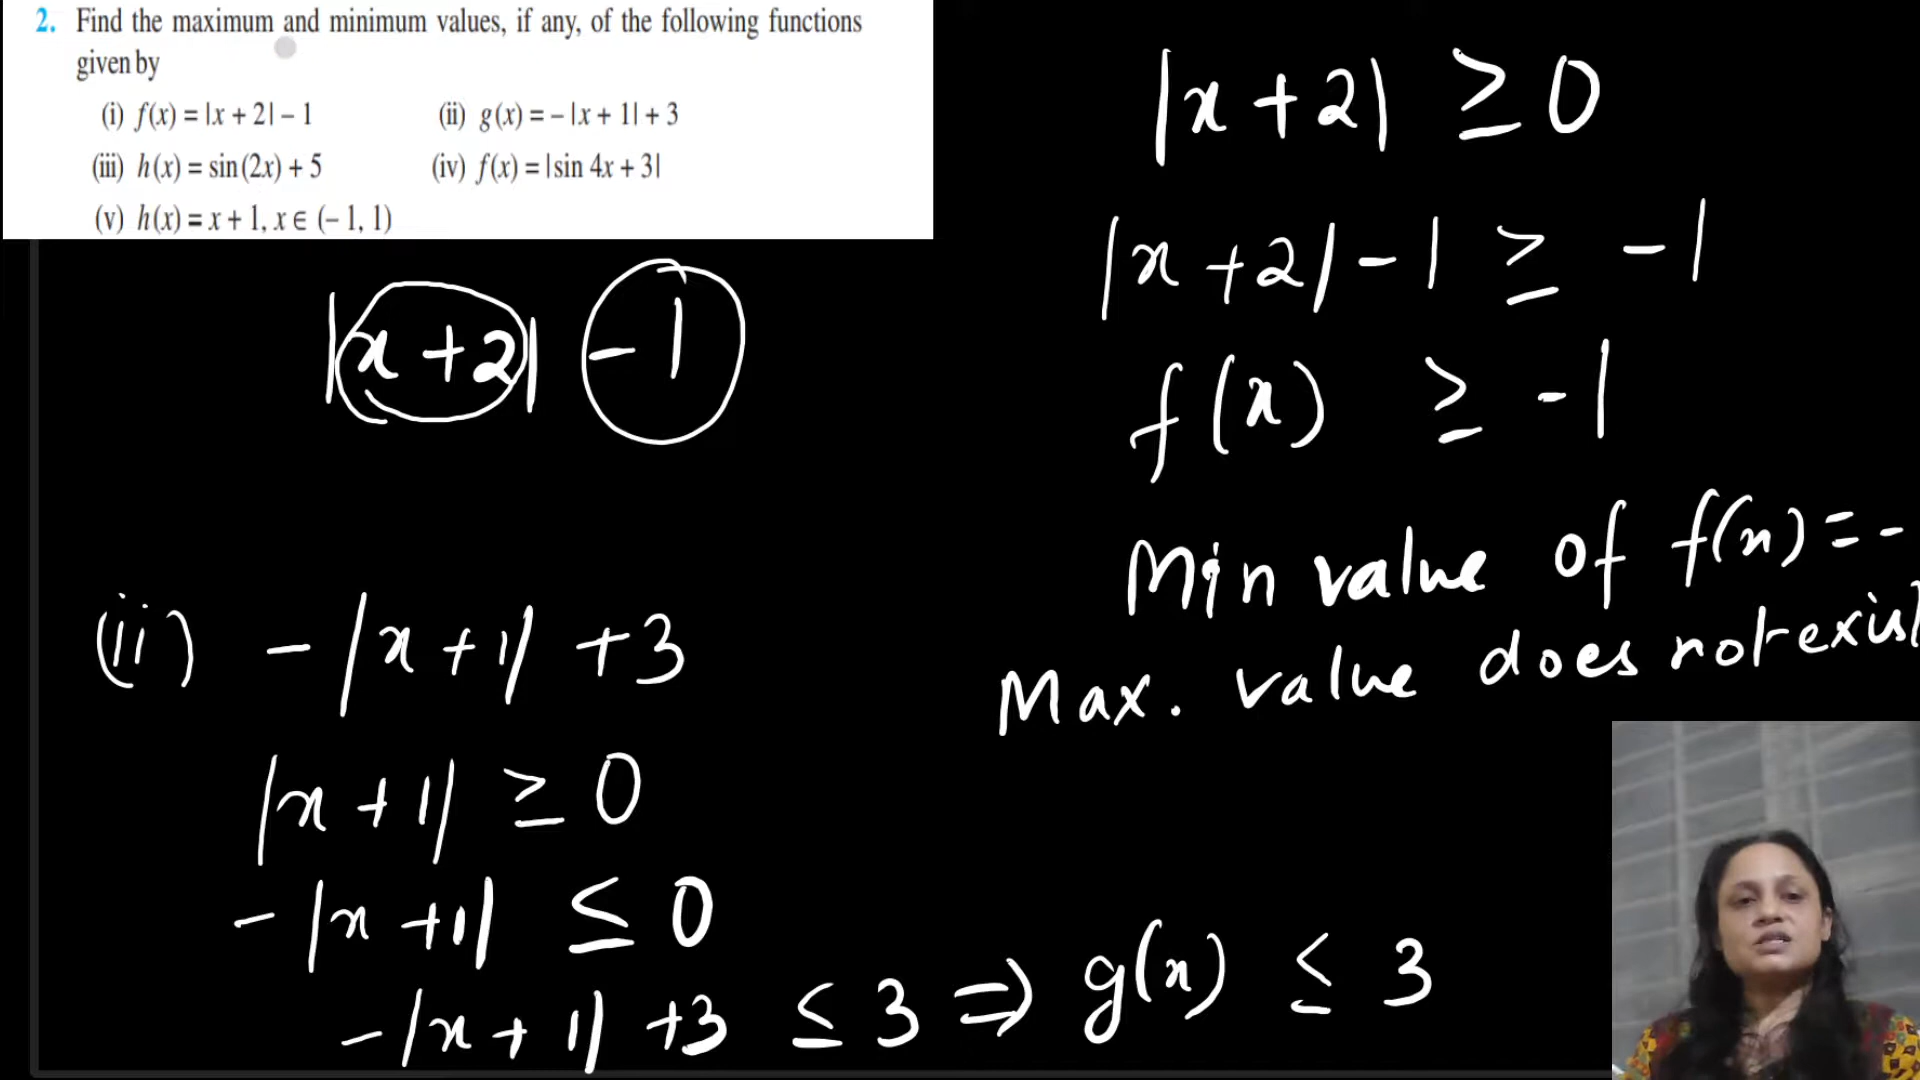 2. Find the maximum and minimum values, if any, of the following functions
given by
(i) f(x) = |x + 2| – 1 (ii) g(x) = – |x + 1| + 3
(iii) h(x) = sin(2x) + 5 (iv) f(x) = |sin 4x + 3|
(v) h(x) = x + 1, x ∈ (– 1, 1)
|x+2| -1
(ii) -|x+1| +3
|x+1| ≥ 0
-|x+1| ≤ 0
-|x+1| +3 ≤ 3 ⇒ g(x) ≤ 3
|x+2| ≥ 0
|x+2|-1 ≥ -1
f(x) ≥ -1
Min value of f(x) = -
Max. value does not exist